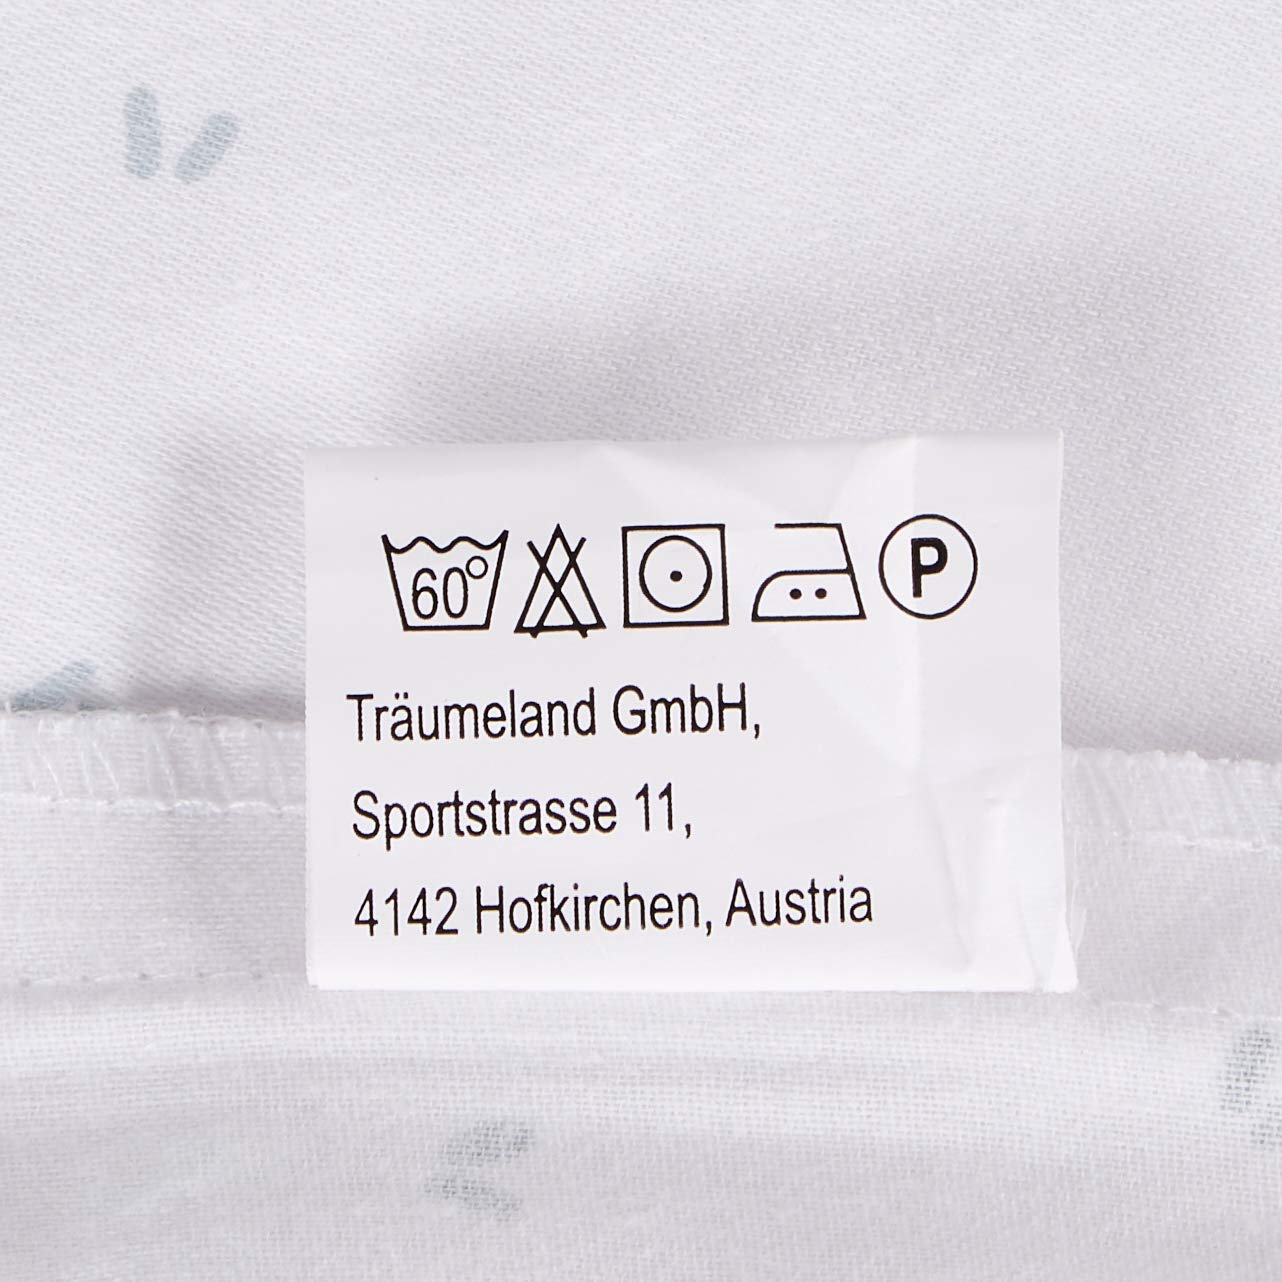 60°
P
Träumeland GmbH,
Sportstrasse 11,
4142 Hofkirchen, Austria